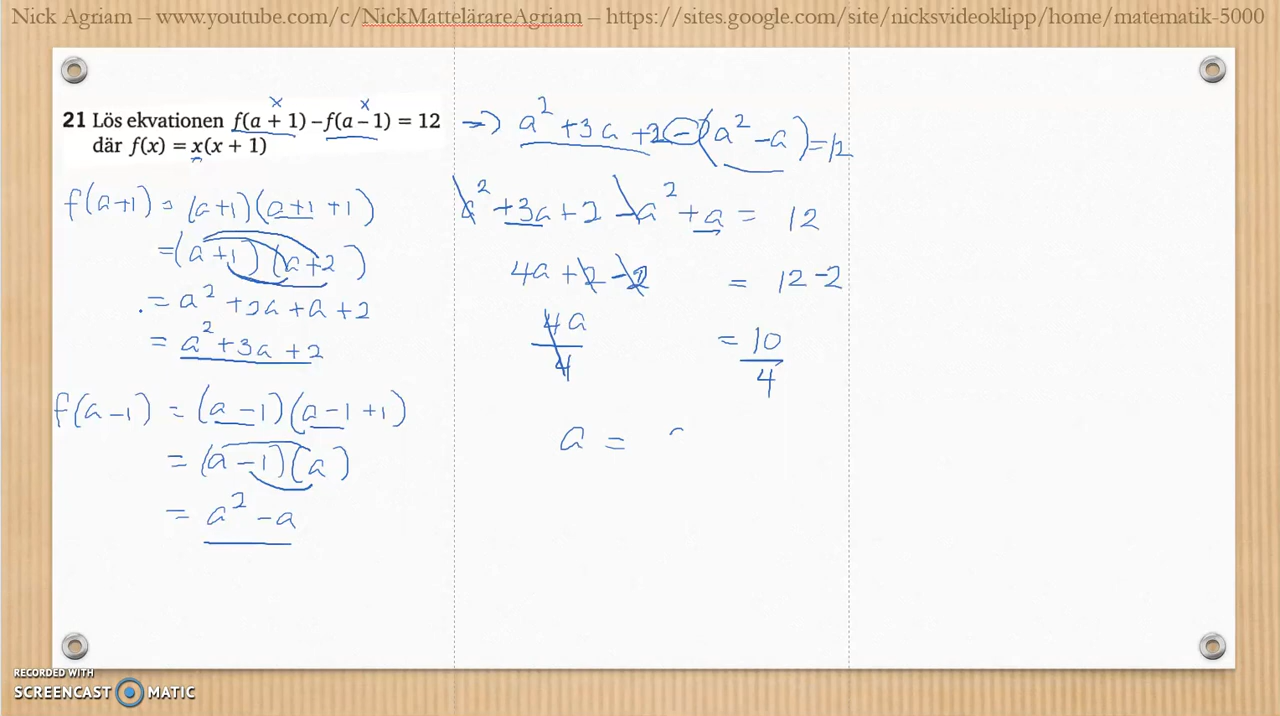 Nick Agriam – www.youtube.com/c/NickMattelärareAgriam – https://sites.google.com/site/nicksvideoklipp/home/matematik-5000
x x
21 Lös ekvationen f(a + 1) – f(a – 1) = 12
där f(x) = x(x + 1)
f(a+1) = (a+1)(a+1+1)
= (a+1)(a+2)
= a² + 2a + a + 2
= a² + 3a + 2
f(a-1) = (a-1)(a-1+1)
= (a-1)(a)
= a² - a
→ a² + 3a + 2 - (a² - a) = 12
a² + 3a + 2 - a² + a = 12
4a + 2 - 2 = 12 - 2
4a/4 = 10/4
a =
RECORDED WITH
SCREENCAST MATIC